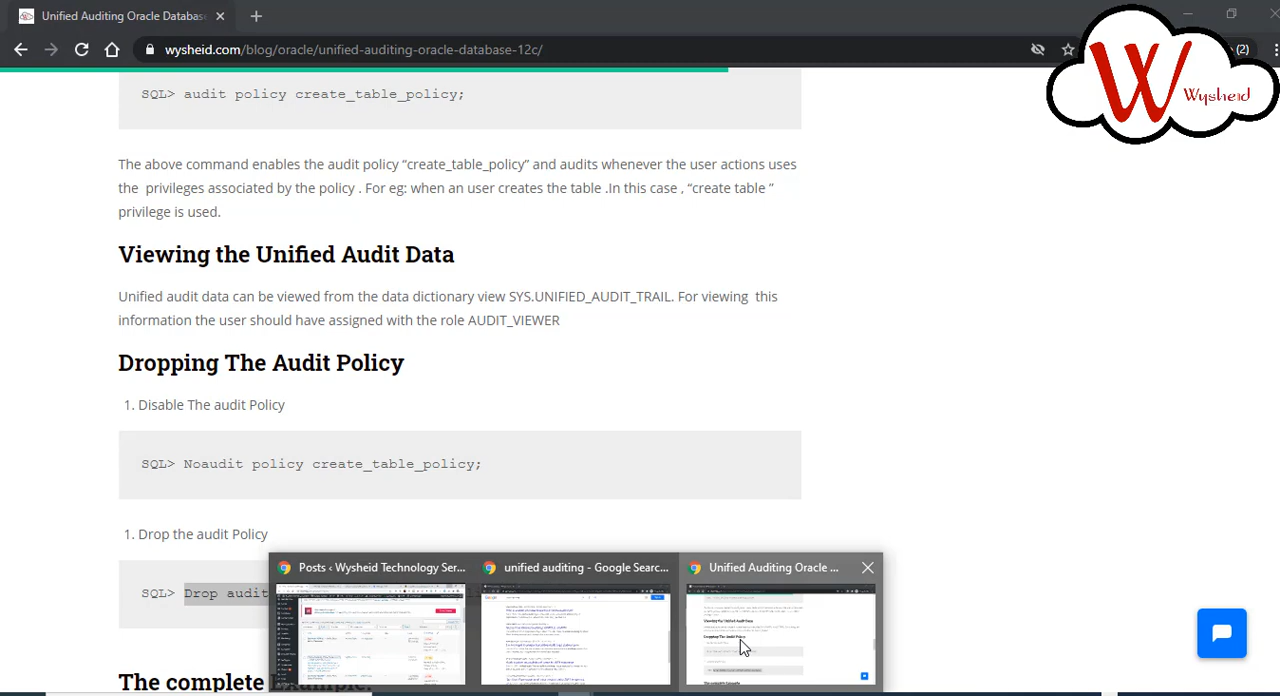 Unified Auditing Oracle Databas
wysheid.com/blog/oracle/unified-auditing-oracle-database-12c/
(2)
Wysheid
SQL> audit policy create_table_policy;
The above command enables the audit policy “create_table_policy” and audits whenever the user actions uses
the privileges associated by the policy . For eg: when an user creates the table .In this case , “create table ”
privilege is used.
Viewing the Unified Audit Data
Unified audit data can be viewed from the data dictionary view SYS.UNIFIED_AUDIT_TRAIL. For viewing this
information the user should have assigned with the role AUDIT_VIEWER
Dropping The Audit Policy
1. Disable The audit Policy
SQL> Noaudit policy create_table_policy;
1. Drop the audit Policy
SQL> Drop audit
Posts ‹ Wysheid Technology Ser...
unified auditing - Google Searc...
Unified Auditing Oracle ...
The complete Example: